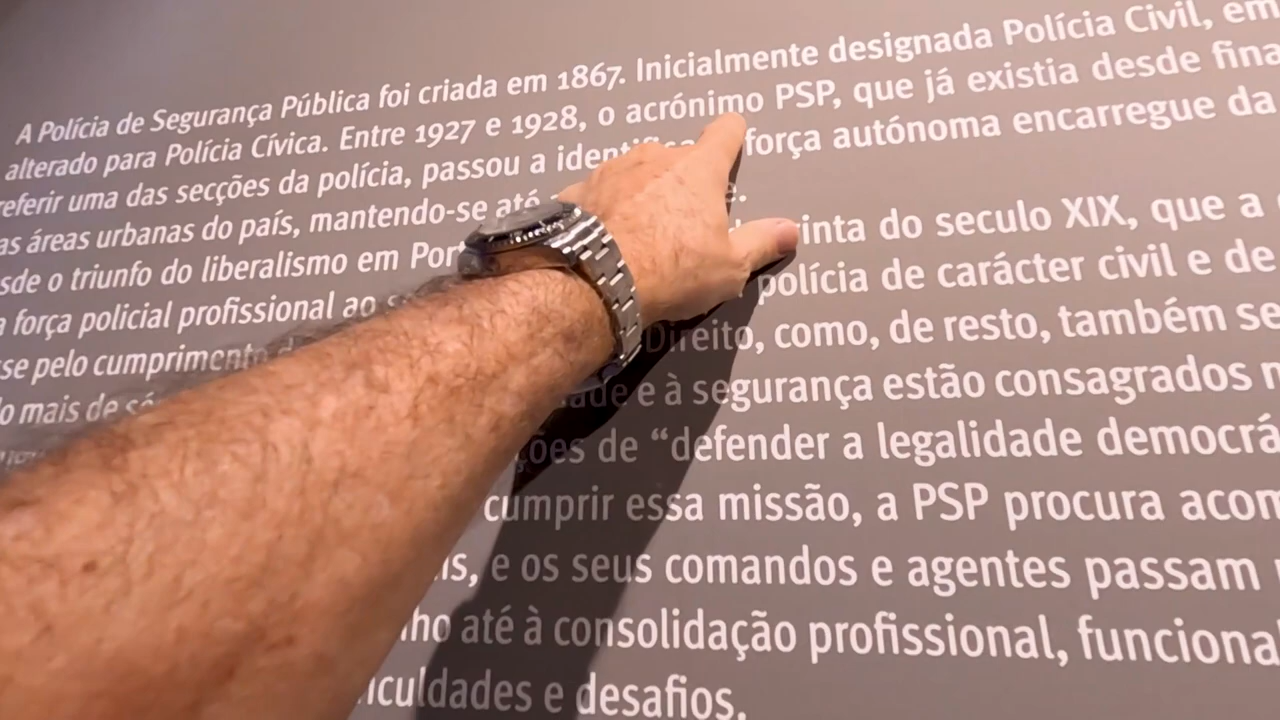 A Polícia de Segurança Pública foi criada em 1867. Inicialmente designada Polícia Civil, em
alterado para Polícia Cívica. Entre 1927 e 1928, o acrónimo PSP, que já existia desde fina
referir uma das secções da polícia, passou a força autónoma encarregue da
as áreas urbanas do país, mantendo-se até
sde o triunfo do liberalismo em Por rinta do seculo XIX, que a
a força policial profissional ao polícia de carácter civil e de
se pelo cumprimento Direito, como, de resto, também se
do mais de e à segurança estão consagrados
ões de “defender a legalidade democrá
cumprir essa missão, a PSP procura acom
is, e os seus comandos e agentes passam
nho até à consolidação profissional, funciona
iculdades e desafios.